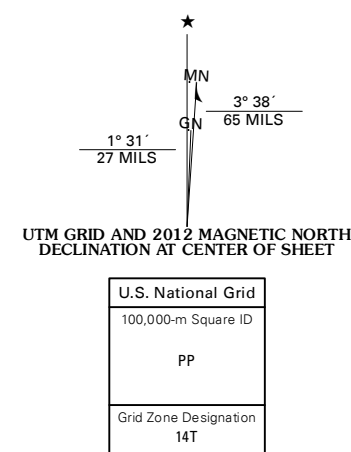 MN
3° 38´
65 MILS
GN
1° 31´
27 MILS
UTM GRID AND 2012 MAGNETIC NORTH
DECLINATION AT CENTER OF SHEET
U.S. National Grid
100,000-m Square ID
PP
Grid Zone Designation
14T